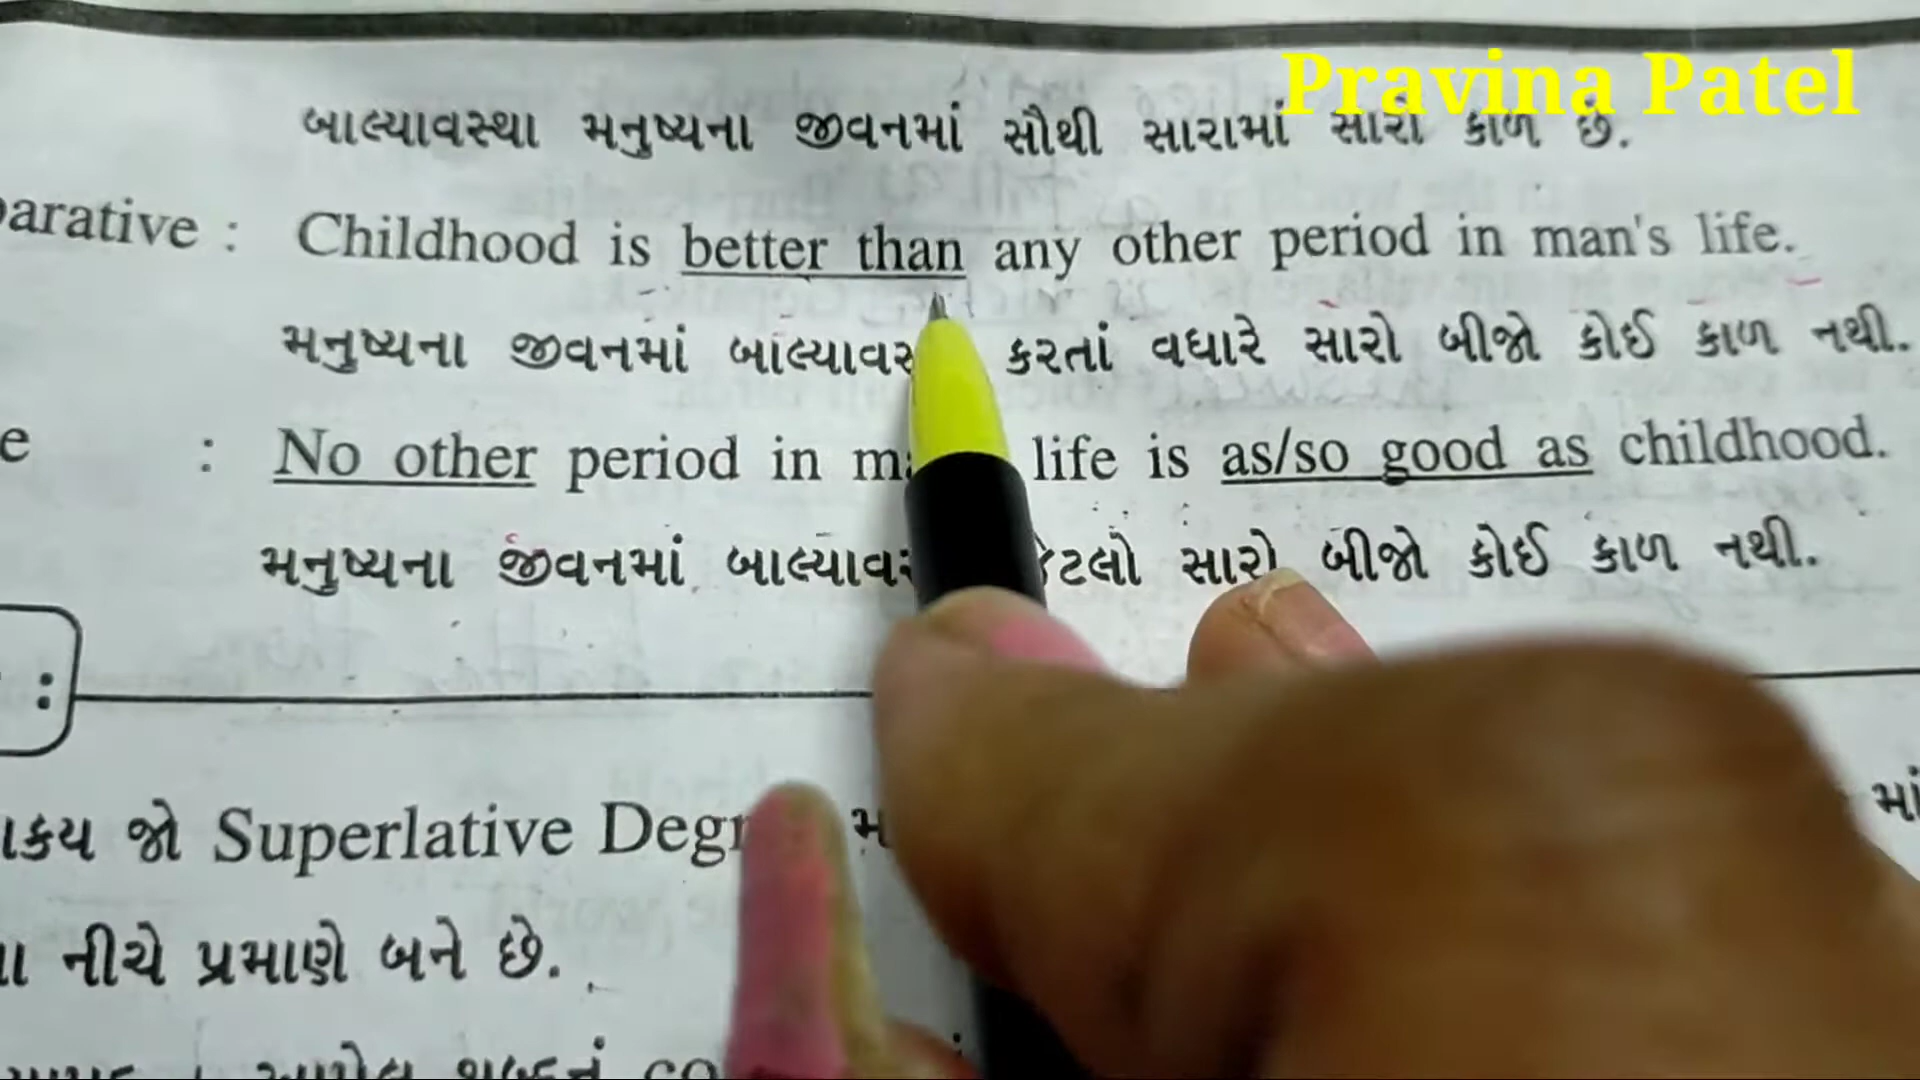 Pravina Patel
બાલ્યાવસ્થા મનુષ્યના જીવનમાં સૌથી સારામાં સારો કાળ છે.
parative : Childhood is better than any other period in man's life.
મનુષ્યના જીવનમાં કરતાં વધારે સારો બીજો કોઈ કાળ નથી.
e : No other period in life is as/so good as childhood.
મનુષ્યના જીવનમાં સારો બીજો કોઈ કાળ નથી.
:
જો Superlative Degr માં
નીચે પ્રમાણે બને છે.